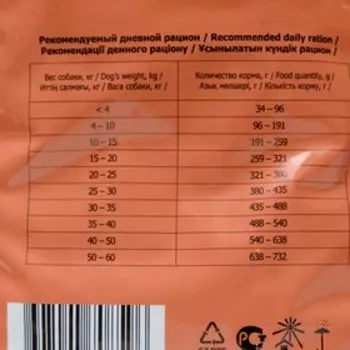 Рекомендуемый дневной рацион / Recommended daily ration /
Рекомендації денного раціону / Ұсынылатын күндік рацион /
Вес собаки, кг / Dog's weight, kg / Количество корма, г / Food quantity, g /
Иттің салмағы, кг / Вага собаки, кг / Азық мөлшері, г / Кількість корму, г /
< 4 34 – 96
4 – 10 96 – 191
10 – 15 191 – 259
15 – 20 259 – 321
20 – 25 321 – 380
25 – 30 380 – 435
30 – 35 435 – 488
35 – 40 488 – 540
40 – 50 540 – 638
50 – 60 638 – 732